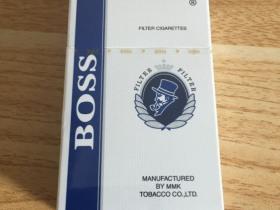 ®
FILTER CIGARETTES
BOSS
FILTER FILTER
MANUFACTURED
BY MMK
TOBACCO CO.,LTD.